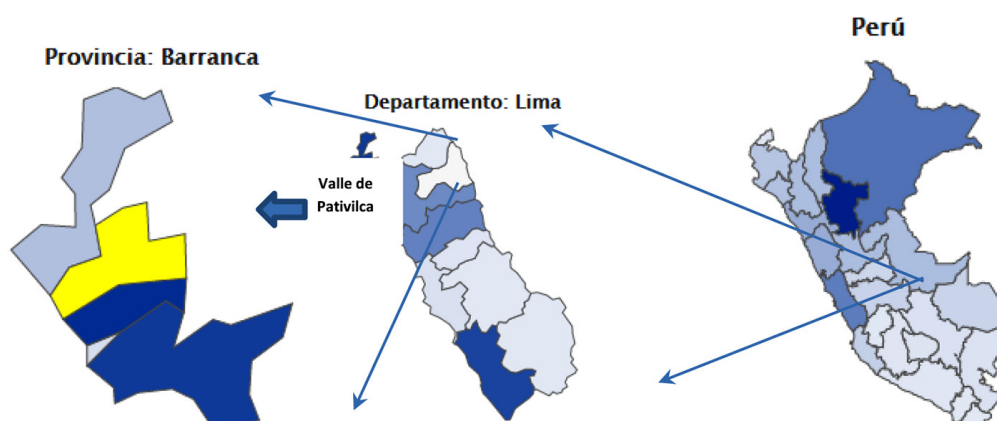 Perú
Provincia: Barranca
Departamento: Lima
Valle de
Pativilca